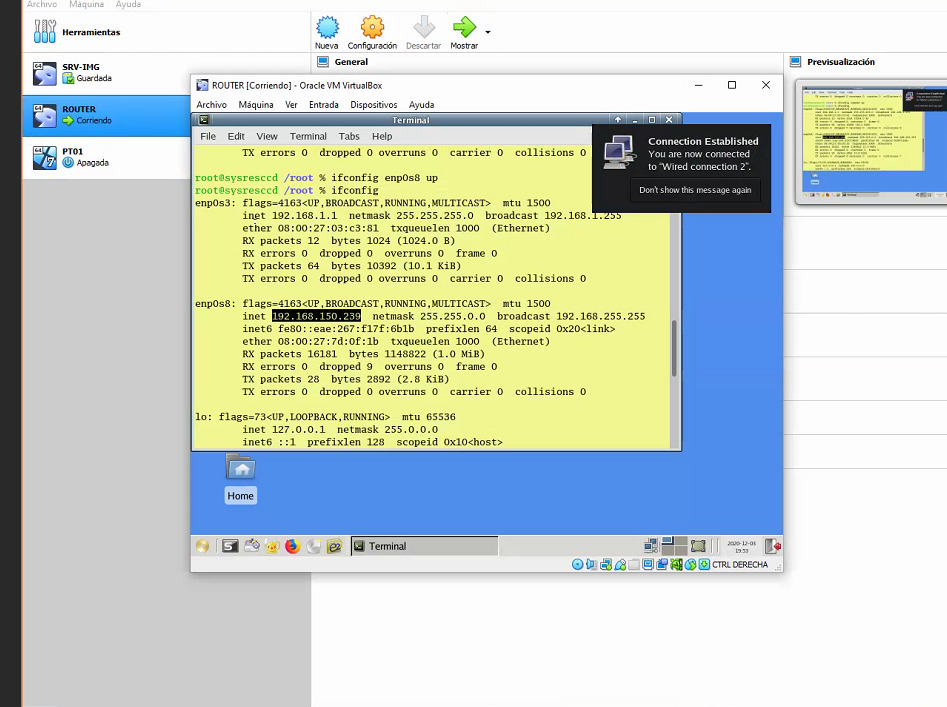 Archivo Máquina Ayuda
Herramientas
Nueva Configuración Descartar Mostrar
General
Previsualización
SRV-IMG
Guardada
ROUTER
Corriendo
PT01
Apagada
ROUTER [Corriendo] - Oracle VM VirtualBox
Archivo Máquina Ver Entrada Dispositivos Ayuda
Terminal
File Edit View Terminal Tabs Help
TX errors 0 dropped 0 overruns 0 carrier 0 collisions 0
root@sysresccd /root % ifconfig enp0s8 up
root@sysresccd /root % ifconfig
enp0s3: flags=4163<UP,BROADCAST,RUNNING,MULTICAST> mtu 1500
inet 192.168.1.1 netmask 255.255.255.0 broadcast 192.168.1.255
ether 08:00:27:03:c3:81 txqueuelen 1000 (Ethernet)
RX packets 12 bytes 1024 (1024.0 B)
RX errors 0 dropped 0 overruns 0 frame 0
TX packets 64 bytes 10392 (10.1 KiB)
TX errors 0 dropped 0 overruns 0 carrier 0 collisions 0
enp0s8: flags=4163<UP,BROADCAST,RUNNING,MULTICAST> mtu 1500
inet 192.168.150.239 netmask 255.255.0.0 broadcast 192.168.255.255
inet6 fe80::eae:267:f17f:6b1b prefixlen 64 scopeid 0x20<link>
ether 08:00:27:7d:0f:1b txqueuelen 1000 (Ethernet)
RX packets 16181 bytes 1148822 (1.0 MiB)
RX errors 0 dropped 9 overruns 0 frame 0
TX packets 28 bytes 2892 (2.8 KiB)
TX errors 0 dropped 0 overruns 0 carrier 0 collisions 0
lo: flags=73<UP,LOOPBACK,RUNNING> mtu 65536
inet 127.0.0.1 netmask 255.0.0.0
inet6 ::1 prefixlen 128 scopeid 0x10<host>
Connection Established
You are now connected
to “Wired connection 2”.
Don't show this message again
Home
Terminal
2020-12-03
19:53
CTRL DERECHA